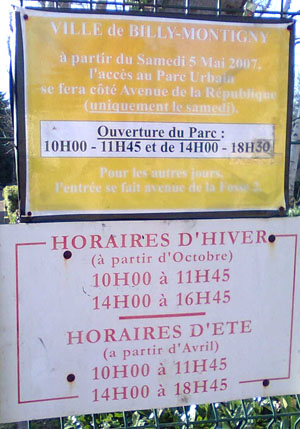 VILLE de BILLY-MONTIGNY
à partir du Samedi 5 Mai 2007,
l'accès au Parc Urbain
se fera côté Avenue de la République
(uniquement le samedi).
Ouverture du Parc :
10H00 - 11H45 et de 14H00 - 18H30
Pour les autres jours,
l'entrée se fait avenue de la Fosse 2.
HORAIRES D'HIVER
(à partir d'Octobre)
10H00 à 11H45
14H00 à 16H45
HORAIRES D'ETE
(a partir d'Avril)
10H00 à 11H45
14H00 à 18H45